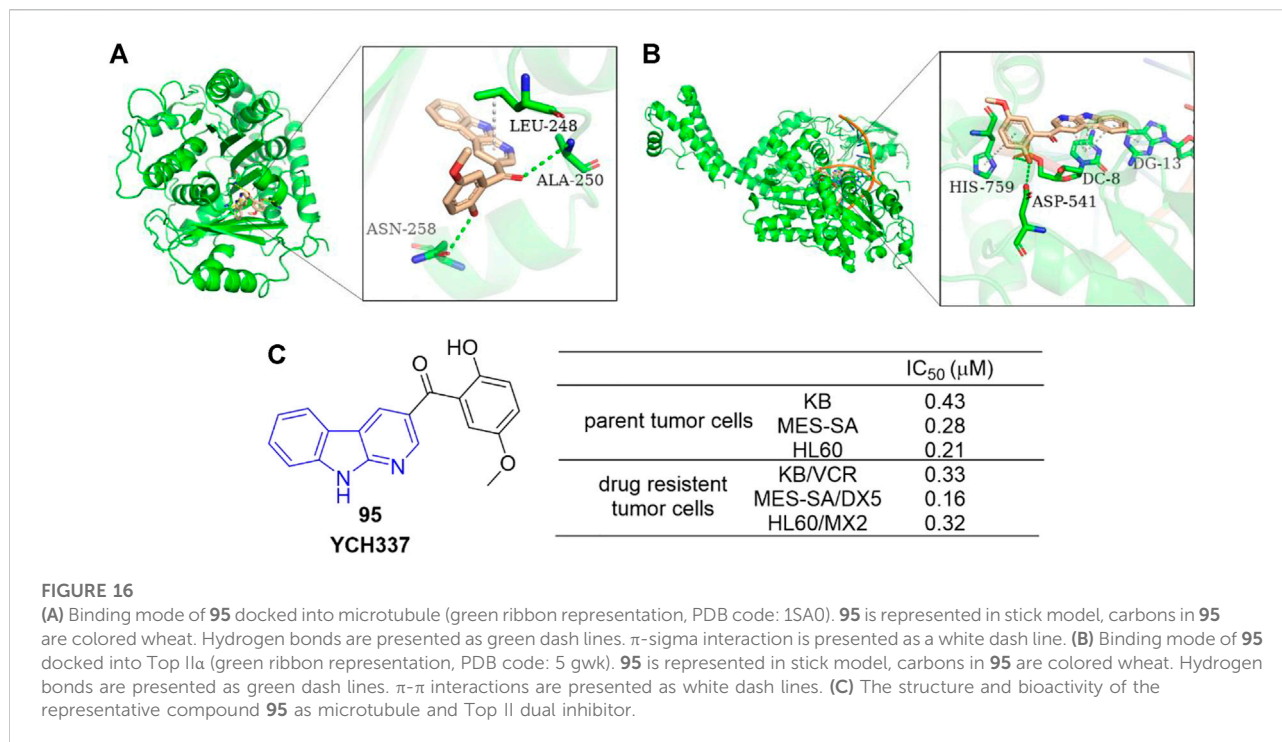 A
LEU-248
ALA-250
ASN-258
B
HIS-759
DC-8
DG-13
ASP-541
C
O
HO
O
N
H
N
95
YCH337
IC50 (μM)
parent tumor cells
KB 0.43
MES-SA 0.28
HL60 0.21
drug resistent
tumor cells
KB/VCR 0.33
MES-SA/DX5 0.16
HL60/MX2 0.32
FIGURE 16
(A) Binding mode of 95 docked into microtubule (green ribbon representation, PDB code: 1SA0). 95 is represented in stick model, carbons in 95
are colored wheat. Hydrogen bonds are presented as green dash lines. π-sigma interaction is presented as a white dash line. (B) Binding mode of 95
docked into Top IIα (green ribbon representation, PDB code: 5 gwk). 95 is represented in stick model, carbons in 95 are colored wheat. Hydrogen
bonds are presented as green dash lines. π-π interactions are presented as white dash lines. (C) The structure and bioactivity of the
representative compound 95 as microtubule and Top II dual inhibitor.